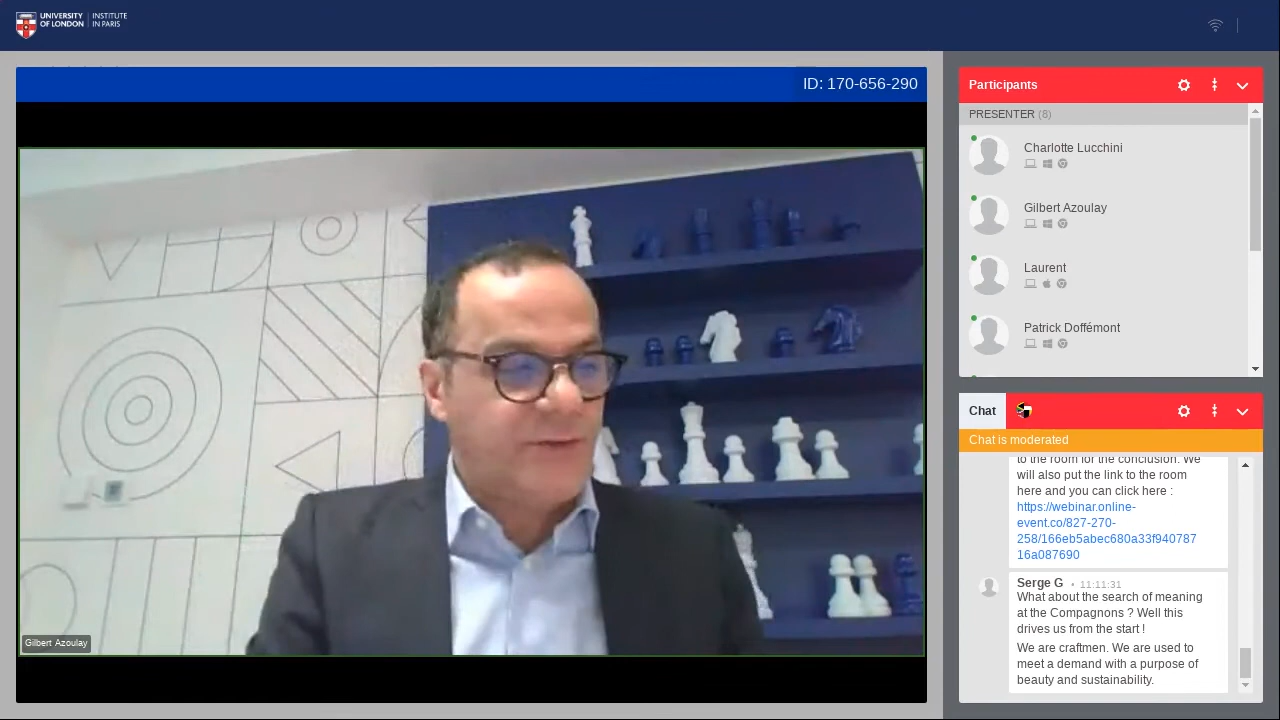 UNIVERSITY OF LONDON
INSTITUTE IN PARIS
ID: 170-656-290
Gilbert Azoulay
Participants
PRESENTER (8)
Charlotte Lucchini
Gilbert Azoulay
Laurent
Patrick Doffémont
Chat
Chat is moderated
to the room for the conclusion. We
will also put the link to the room
here and you can click here :
https://webinar.online-
event.co/827-270-
258/166eb5abec680a33f940787
16a087690
Serge G • 11:11:31
What about the search of meaning
at the Compagnons ? Well this
drives us from the start !
We are craftmen. We are used to
meet a demand with a purpose of
beauty and sustainability.